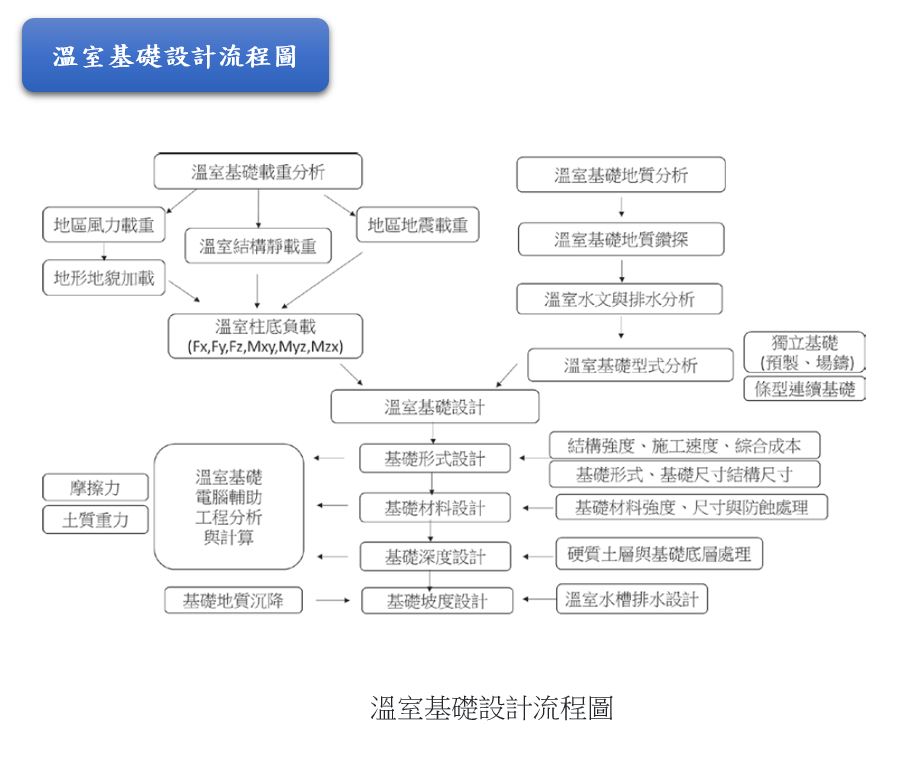 溫室基礎設計流程圖
溫室基礎載重分析
溫室基礎地質分析
地區風力載重
溫室結構靜載重
地區地震載重
溫室基礎地質鑽探
地形地貌加載
溫室水文與排水分析
溫室柱底負載
(Fx,Fy,Fz,Mxy,Myz,Mzx)
溫室基礎型式分析
獨立基礎
(預製、場鑄)
條型連續基礎
溫室基礎設計
基礎形式設計
結構強度、施工速度、綜合成本
基礎形式、基礎尺寸結構尺寸
溫室基礎
電腦輔助
工程分析
與計算
摩擦力
土質重力
基礎材料設計
基礎材料強度、尺寸與防蝕處理
基礎深度設計
硬質土層與基礎底層處理
基礎地質沉降
基礎坡度設計
溫室水槽排水設計
溫室基礎設計流程圖